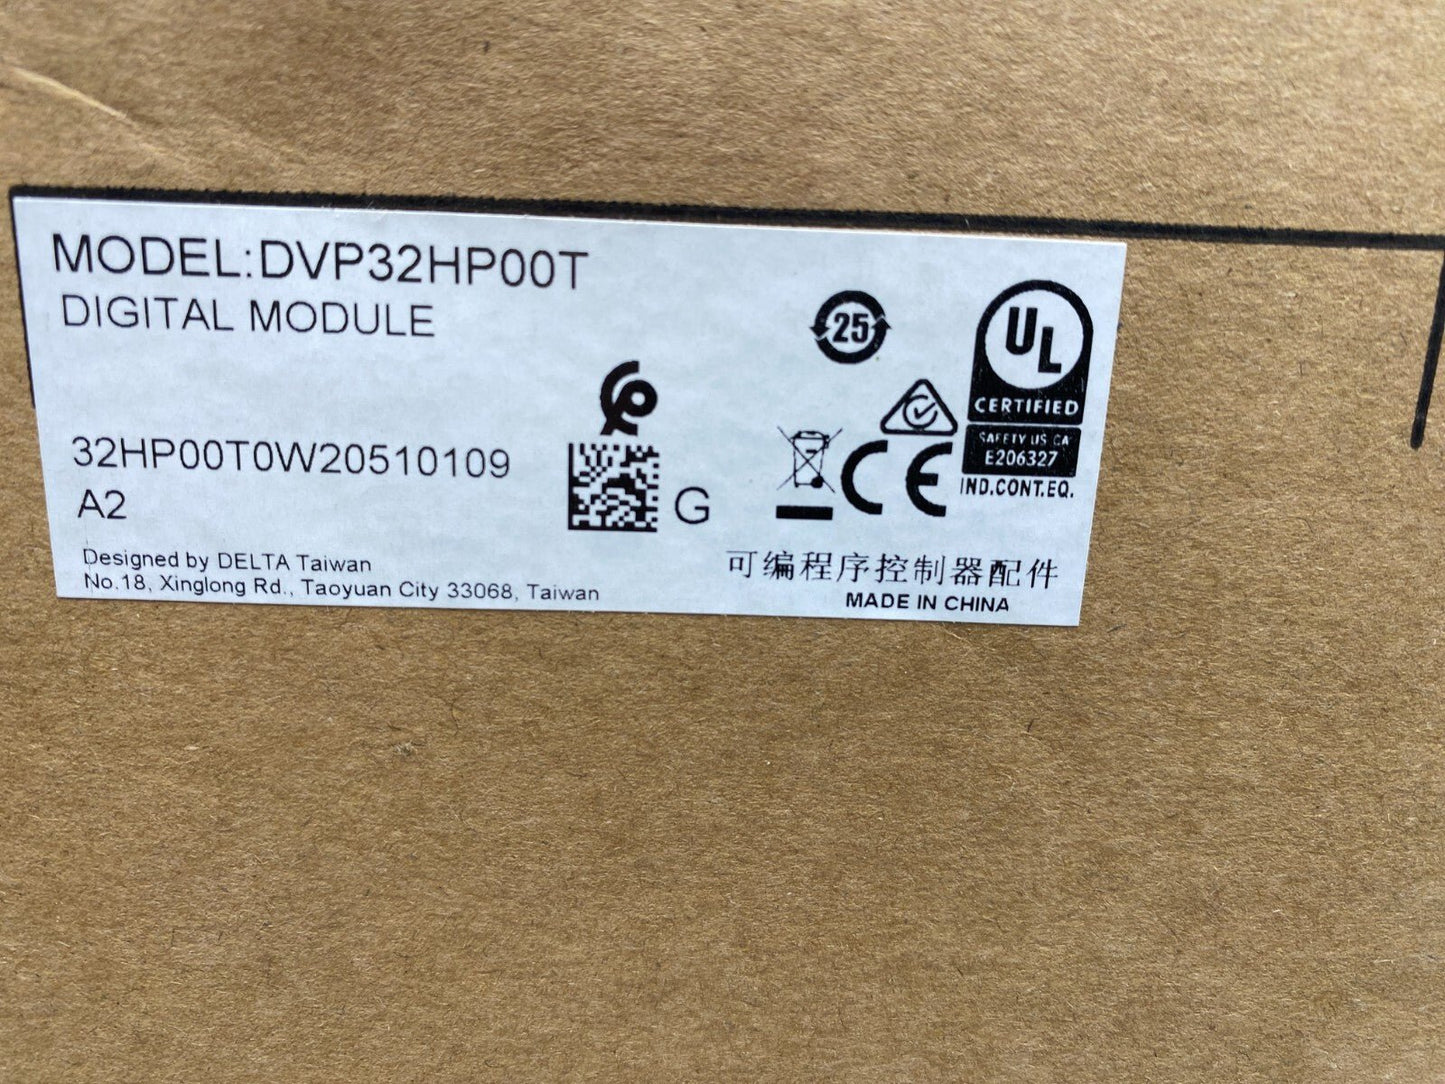 MODEL:DVP32HP00T
DIGITAL MODULE
25
UL
CERTIFIED
SAFETY US CA
E206327
IND.CONT.EQ.
32HP00T0W20510109
A2
G
CE
Designed by DELTA Taiwan
No.18, Xinglong Rd., Taoyuan City 33068, Taiwan
可编程序控制器配件
MADE IN CHINA